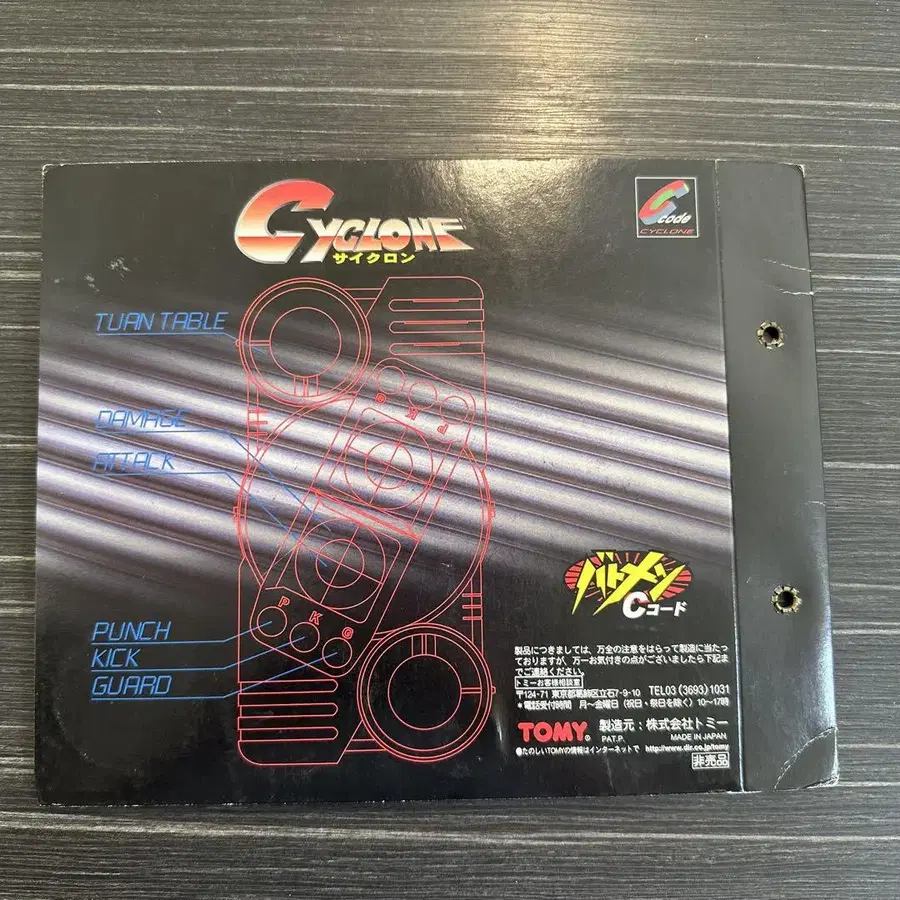 CYCLONE
サイクロン
C code
CYCLONE
TURN TABLE
DAMAGE
ATTACK
G K P
P K G
PUNCH
KICK
GUARD
バトメン
Cコード
製品につきましては、万全の注意をはらって製造に当たっ
ておりますが、万一お気付きの点がございましたら下記ま
でご連絡ください。
トミーお客様相談室
〒124-71 東京都葛飾区立石7-9-10 TEL03(3693)1031
*電話受付時間 月〜金曜日(祝日・祭日を除く)10〜17時
TOMY® 製造元:株式会社トミー
PAT.P. MADE IN JAPAN
●たのしいTOMYの情報はインターネットで http://www.dir.co.jp/tomy
非売品